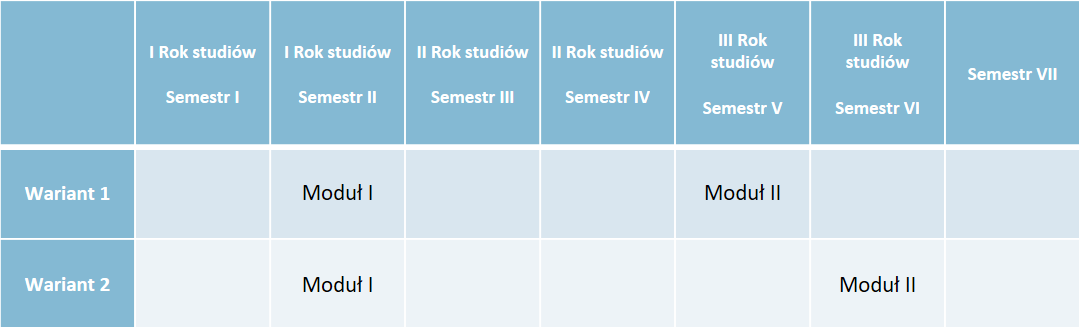 I Rok studiów
Semestr I
I Rok studiów
Semestr II
II Rok studiów
Semestr III
II Rok studiów
Semestr IV
III Rok
studiów
Semestr V
III Rok
studiów
Semestr VI
Semestr VII
Wariant 1
Moduł I
Moduł II
Wariant 2
Moduł I
Moduł II